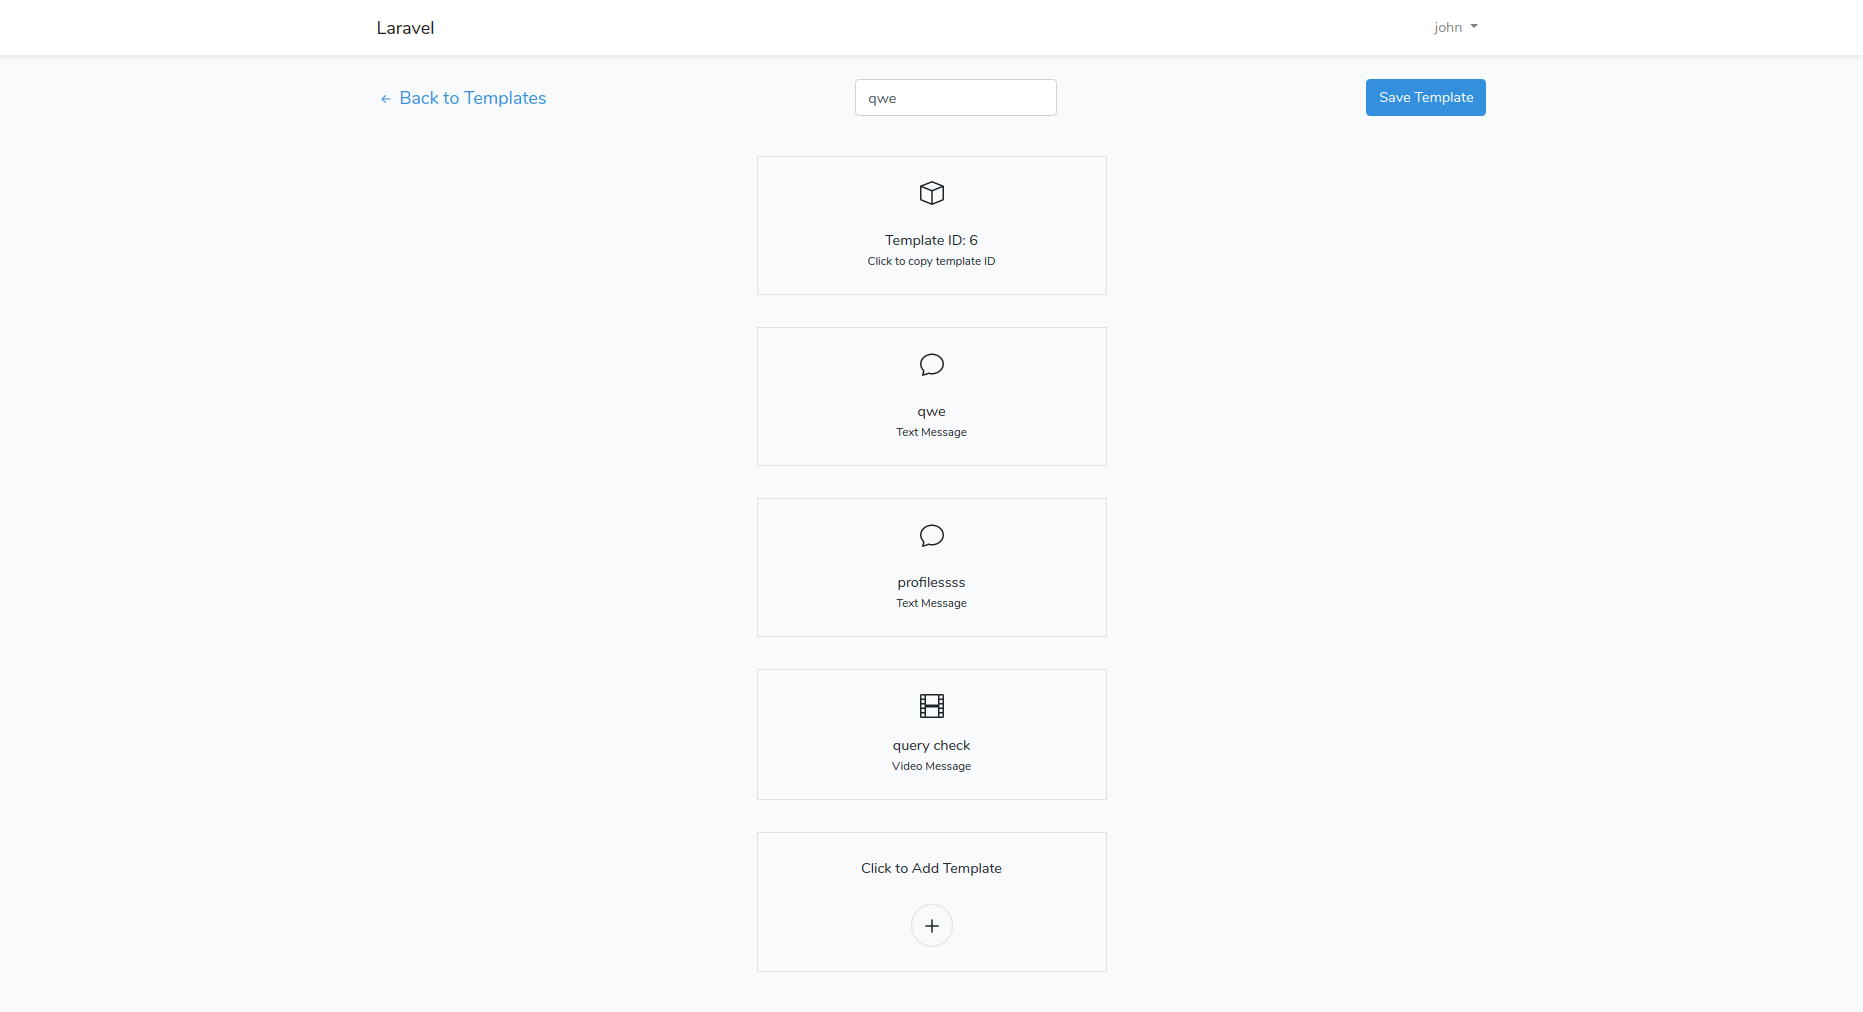 Laravel
john
Back to Templates
qwe
Save Template
Template ID: 6
Click to copy template ID
qwe
Text Message
profilessss
Text Message
query check
Video Message
Click to Add Template